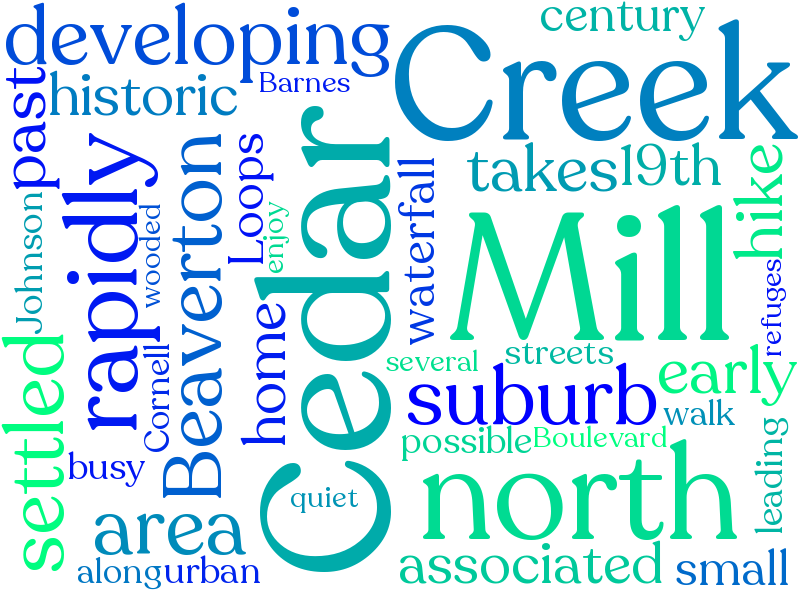 developing
century
Creek
Barnes
historic
past
takes
19th
hike
rapidly
Beaverton
Loops
enjoy
Cedar
waterfall
Mill
Johnson
wooded
refuges
settled
Cornell
home
several
streets
early
suburb
walk
possible
Boulevard
leading
busy
quiet
north
area
associated
small
along
urban